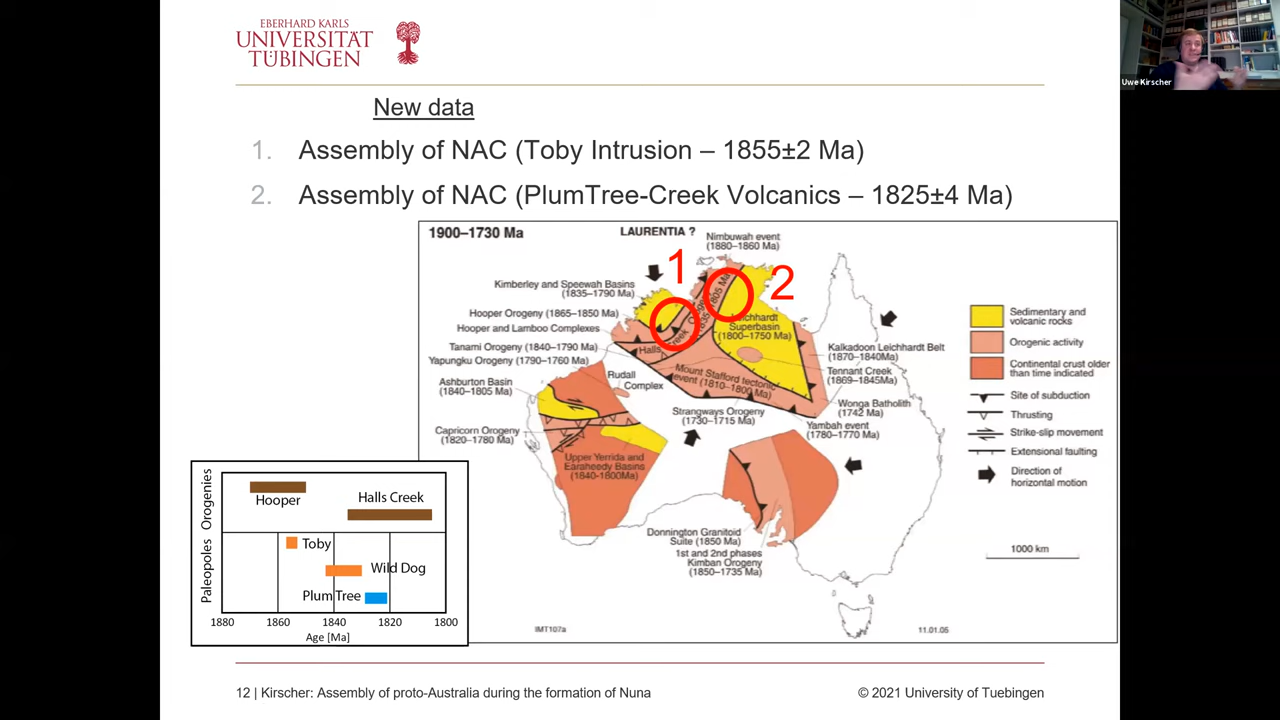 EBERHARD KARLS
UNIVERSITÄT
TÜBINGEN
Uwe Kirscher
New data
1. Assembly of NAC (Toby Intrusion – 1855±2 Ma)
2. Assembly of NAC (PlumTree-Creek Volcanics – 1825±4 Ma)
1900–1730 Ma
LAURENTIA ?
Nimbuwah event
(1880–1860 Ma)
1
2
Kimberley and Speewah Basins
(1835–1790 Ma)
Hooper Orogeny (1865–1850 Ma)
Hooper and Lamboo Complexes
Tanami Orogeny (1840–1790 Ma)
Yapungku Orogeny (1790–1760 Ma)
Halls
Rudall
Complex
Ashburton Basin
(1840–1805 Ma)
Capricorn Orogeny
(1820–1780 Ma)
Upper Yerrida and
Earaheedy Basins
(1840-1800Ma)
Superbasin
(1800–1750 Ma)
Mount Stafford tectonic
event (1810–1800 Ma)
Strangways Orogeny
(1730–1715 Ma)
Kalkadoon Leichhardt Belt
(1870–1840Ma)
Tennant Creek
(1869–1845Ma)
Wonga Batholith
(1742 Ma)
Yambah event
(1780–1770 Ma)
Donnington Granitoid
Suite (1850 Ma)
1st and 2nd phases
Kimban Orogeny
(1850–1735 Ma)
Sedimentary and
volcanic rocks
Orogenic activity
Continental crust older
than time indicated
Site of subduction
Thrusting
Strike-slip movement
Extensional faulting
Direction of
horizontal motion
1000 km
IMT107a
11.01.05
Orogenies
Hooper
Halls Creek
Paleopoles
Toby
Wild Dog
Plum Tree
1880 1860 1840 1820 1800
Age [Ma]
12 | Kirscher: Assembly of proto-Australia during the formation of Nuna
© 2021 University of Tuebingen